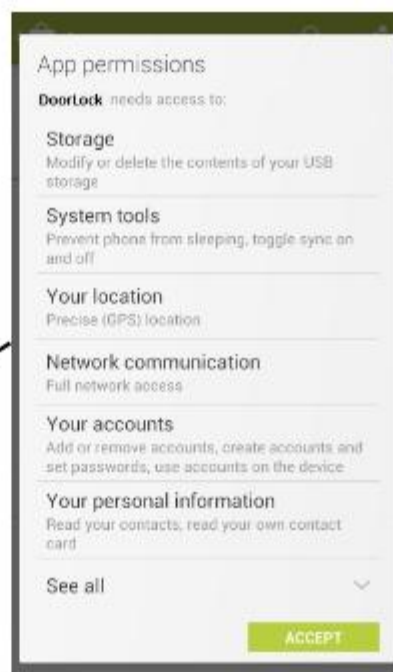 App permissions
DoorLock needs access to:
Storage
Modify or delete the contents of your USB
storage
System tools
Prevent phone from sleeping, toggle sync on
and off
Your location
Precise (GPS) location
Network communication
Full network access
Your accounts
Add or remove accounts, create accounts and
set passwords, use accounts on the device
Your personal information
Read your contacts, read your own contact
card
See all
ACCEPT